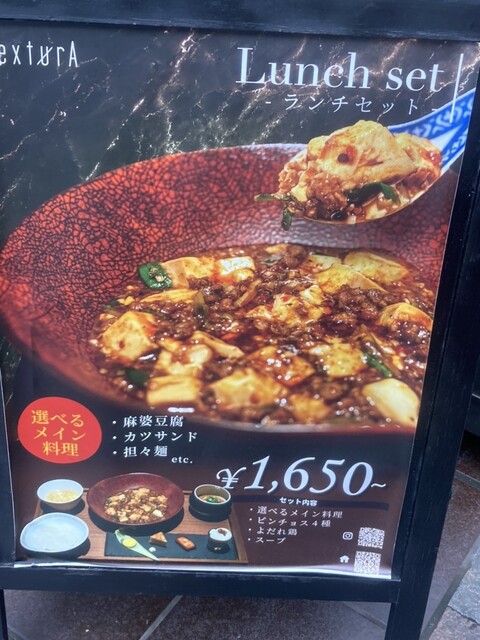 exturA
Lunch set
- ランチセット -
選べる
メイン
料理
・麻婆豆腐
・カツサンド
・担々麺
etc.
¥1,650~
セット内容
・選べるメイン料理
・ピンチョス4種
・よだれ鶏
・スープ